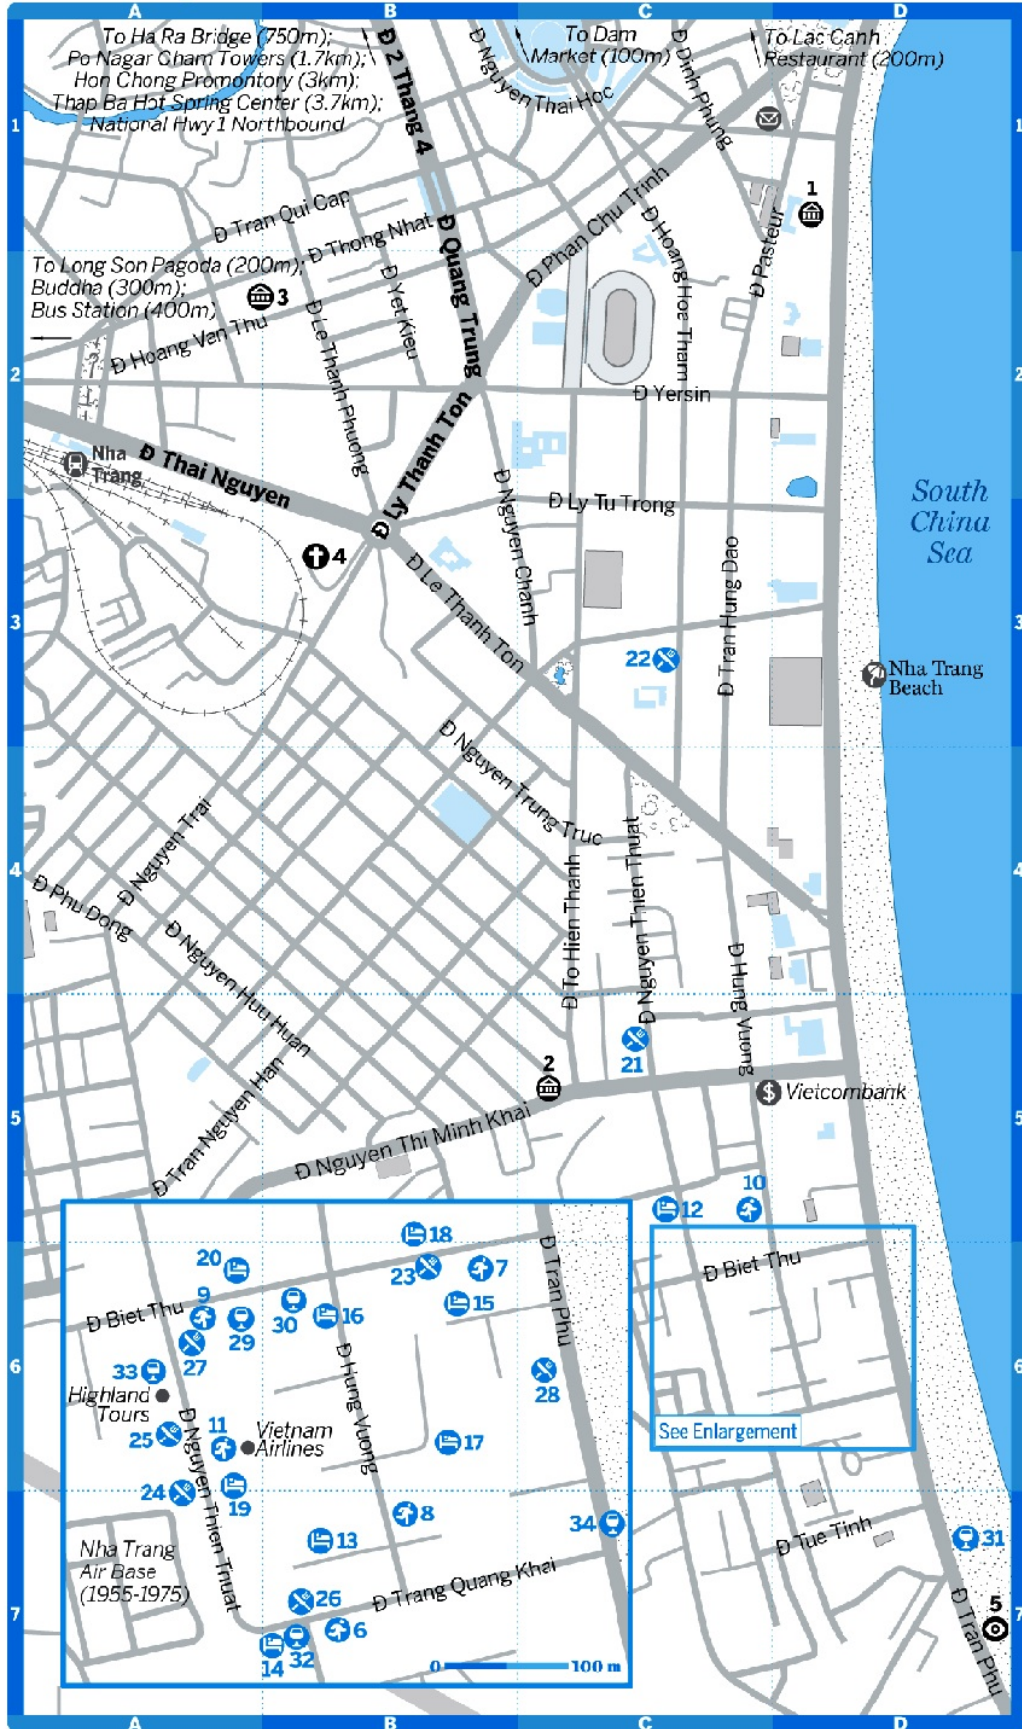 A B C D
To Ha Ra Bridge (750m);
Po Nagar Cham Towers (1.7km);
Hon Chong Promontory (3km);
Thap Ba Hot Spring Center (3.7km);
National Hwy 1 Northbound
Đ 2 Thang 4
Đ Nguyen Thai Hoc
To Dam
Market (100m)
Đ Dinh Phung
To Lac Canh
Restaurant (200m)
1 1
1
Đ Tran Qui Cap
Đ Thong Nhat
Đ Quang Trung
Đ Phan Chu Trinh
Đ Hoang Hoa Tham
Đ Pasteur
To Long Son Pagoda (200m);
Buddha (300m);
Bus Station (400m)
3
Đ Yet Kieu
Đ Le Thanh Phuong
Đ Hoang Van Thu
2 2
Đ Yersin
Nha
Trang
Đ Thai Nguyen
Đ Ly Thanh Ton
Đ Nguyen Chanh
Đ Ly Tu Trong
South
China
Sea
4
Đ Le Thanh Ton
Đ Tran Hung Dao
3 3
22
Nha Trang
Beach
Đ Nguyen Trung Truc
Đ Nguyen Trai
4 4
Đ Phu Dong
Đ Nguyen Huu Huan
Đ To Hien Thanh
Đ Nguyen Thien Thuat
Đ Hung Vuong
21
2
Vietcombank
5 5
Đ Tran Nguyen Han
Đ Nguyen Thi Minh Khai
10
12
Đ Biet Thu
See Enlargement
18
20
23
7
Đ Tran Phu
9
15
Đ Biet Thu
29
30
16
27
33
6 6
28
Highland
Tours
Đ Hung Vuong
25
11
Vietnam
Airlines
17
Đ Nguyen Thien Thuat
24
19
8
34
13
Nha Trang
Air Base
(1955-1975)
26
Đ Trang Quang Khai
6
14
32
0 100 m
Đ Tue Tinh
31
5
7 7
Đ Tran Phu
A B C D